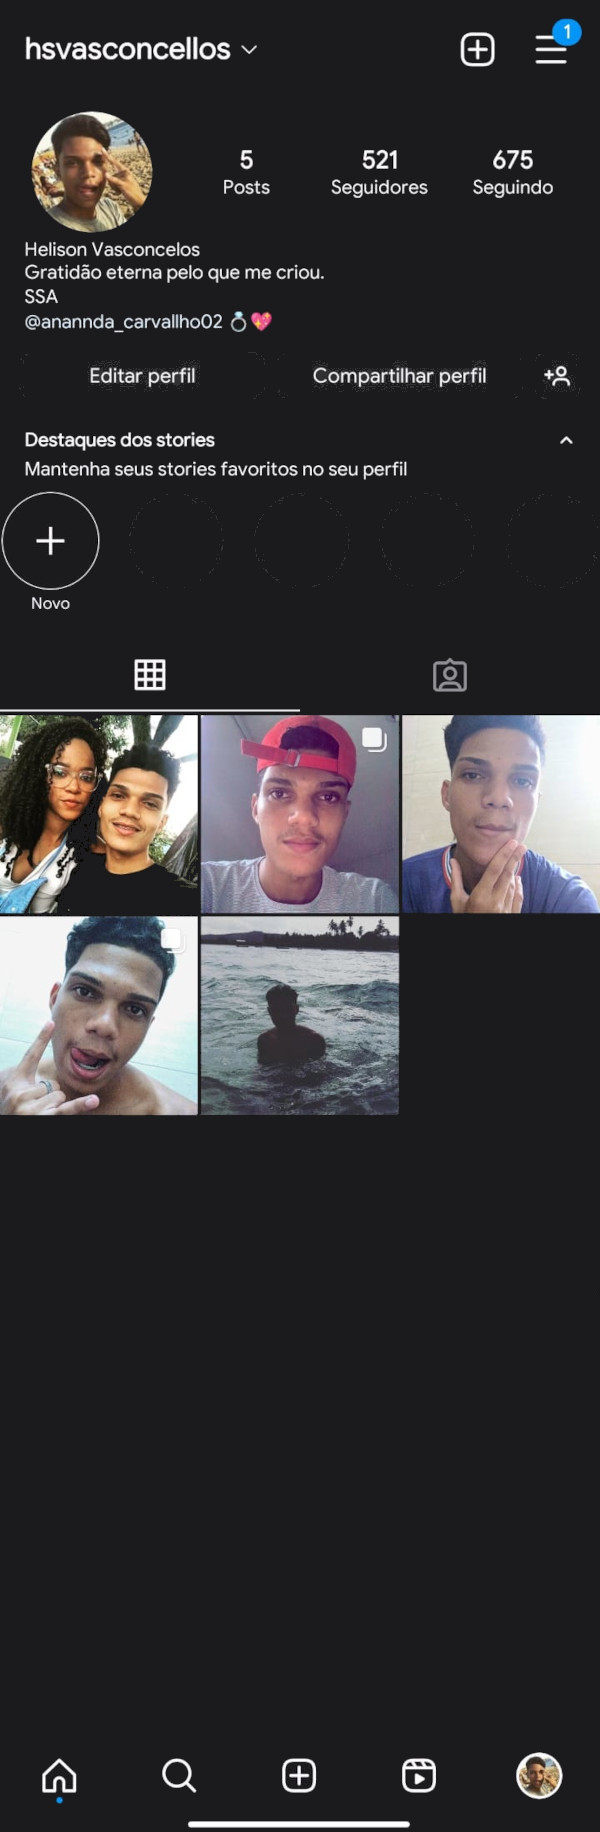 hsvasconcellos
1
5 521 675
Posts Seguidores Seguindo
Helison Vasconcelos
Gratidão eterna pelo que me criou.
SSA
@anannda_carvallho02 💍💖
Editar perfil Compartilhar perfil
Destaques dos stories
Mantenha seus stories favoritos no seu perfil
Novo